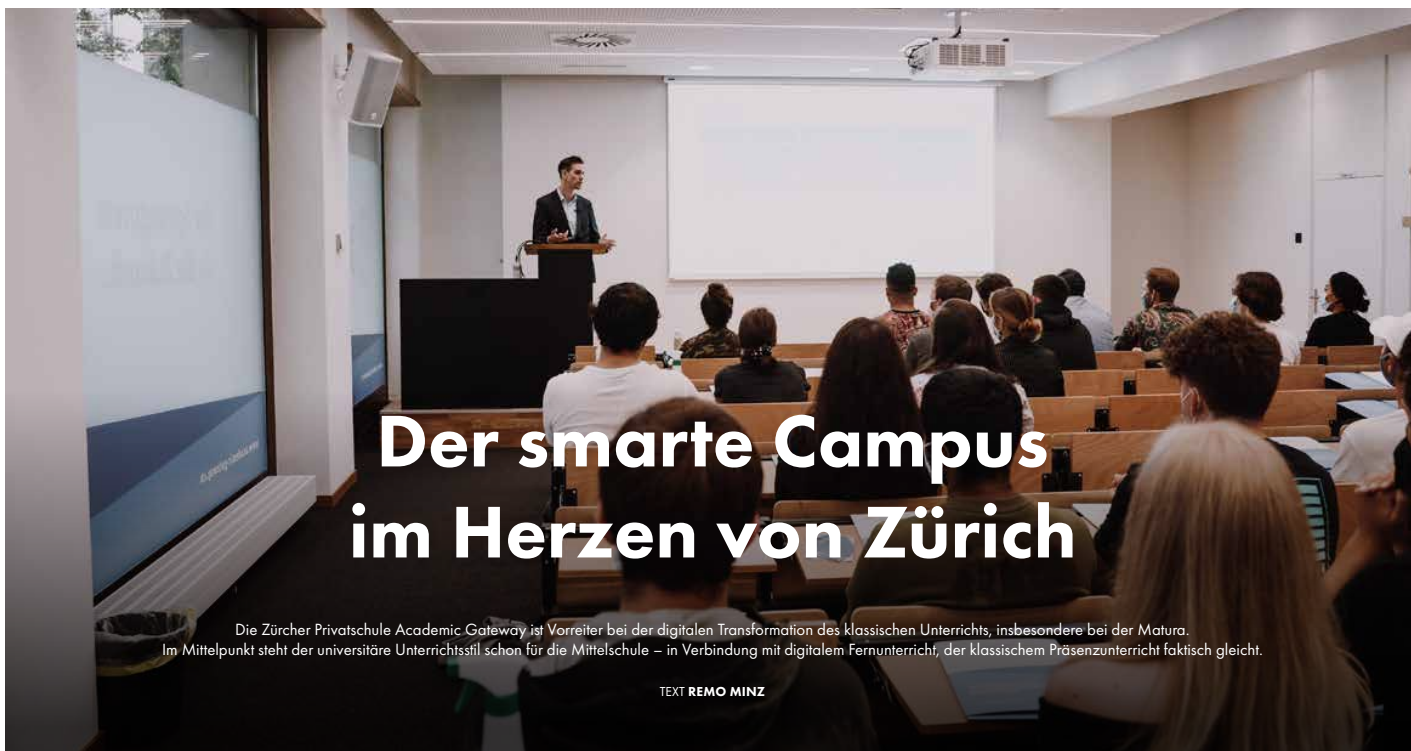 Der smarte Campus
im Herzen von Zürich
Die Zürcher Privatschule Academic Gateway ist Vorreiter bei der digitalen Transformation des klassischen Unterrichts, insbesondere bei der Matura.
Im Mittelpunkt steht der universitäre Unterrichtsstil schon für die Mittelschule – in Verbindung mit digitalem Fernunterricht, der klassischem Präsenzunterricht faktisch gleicht.
TEXT REMO MINZ